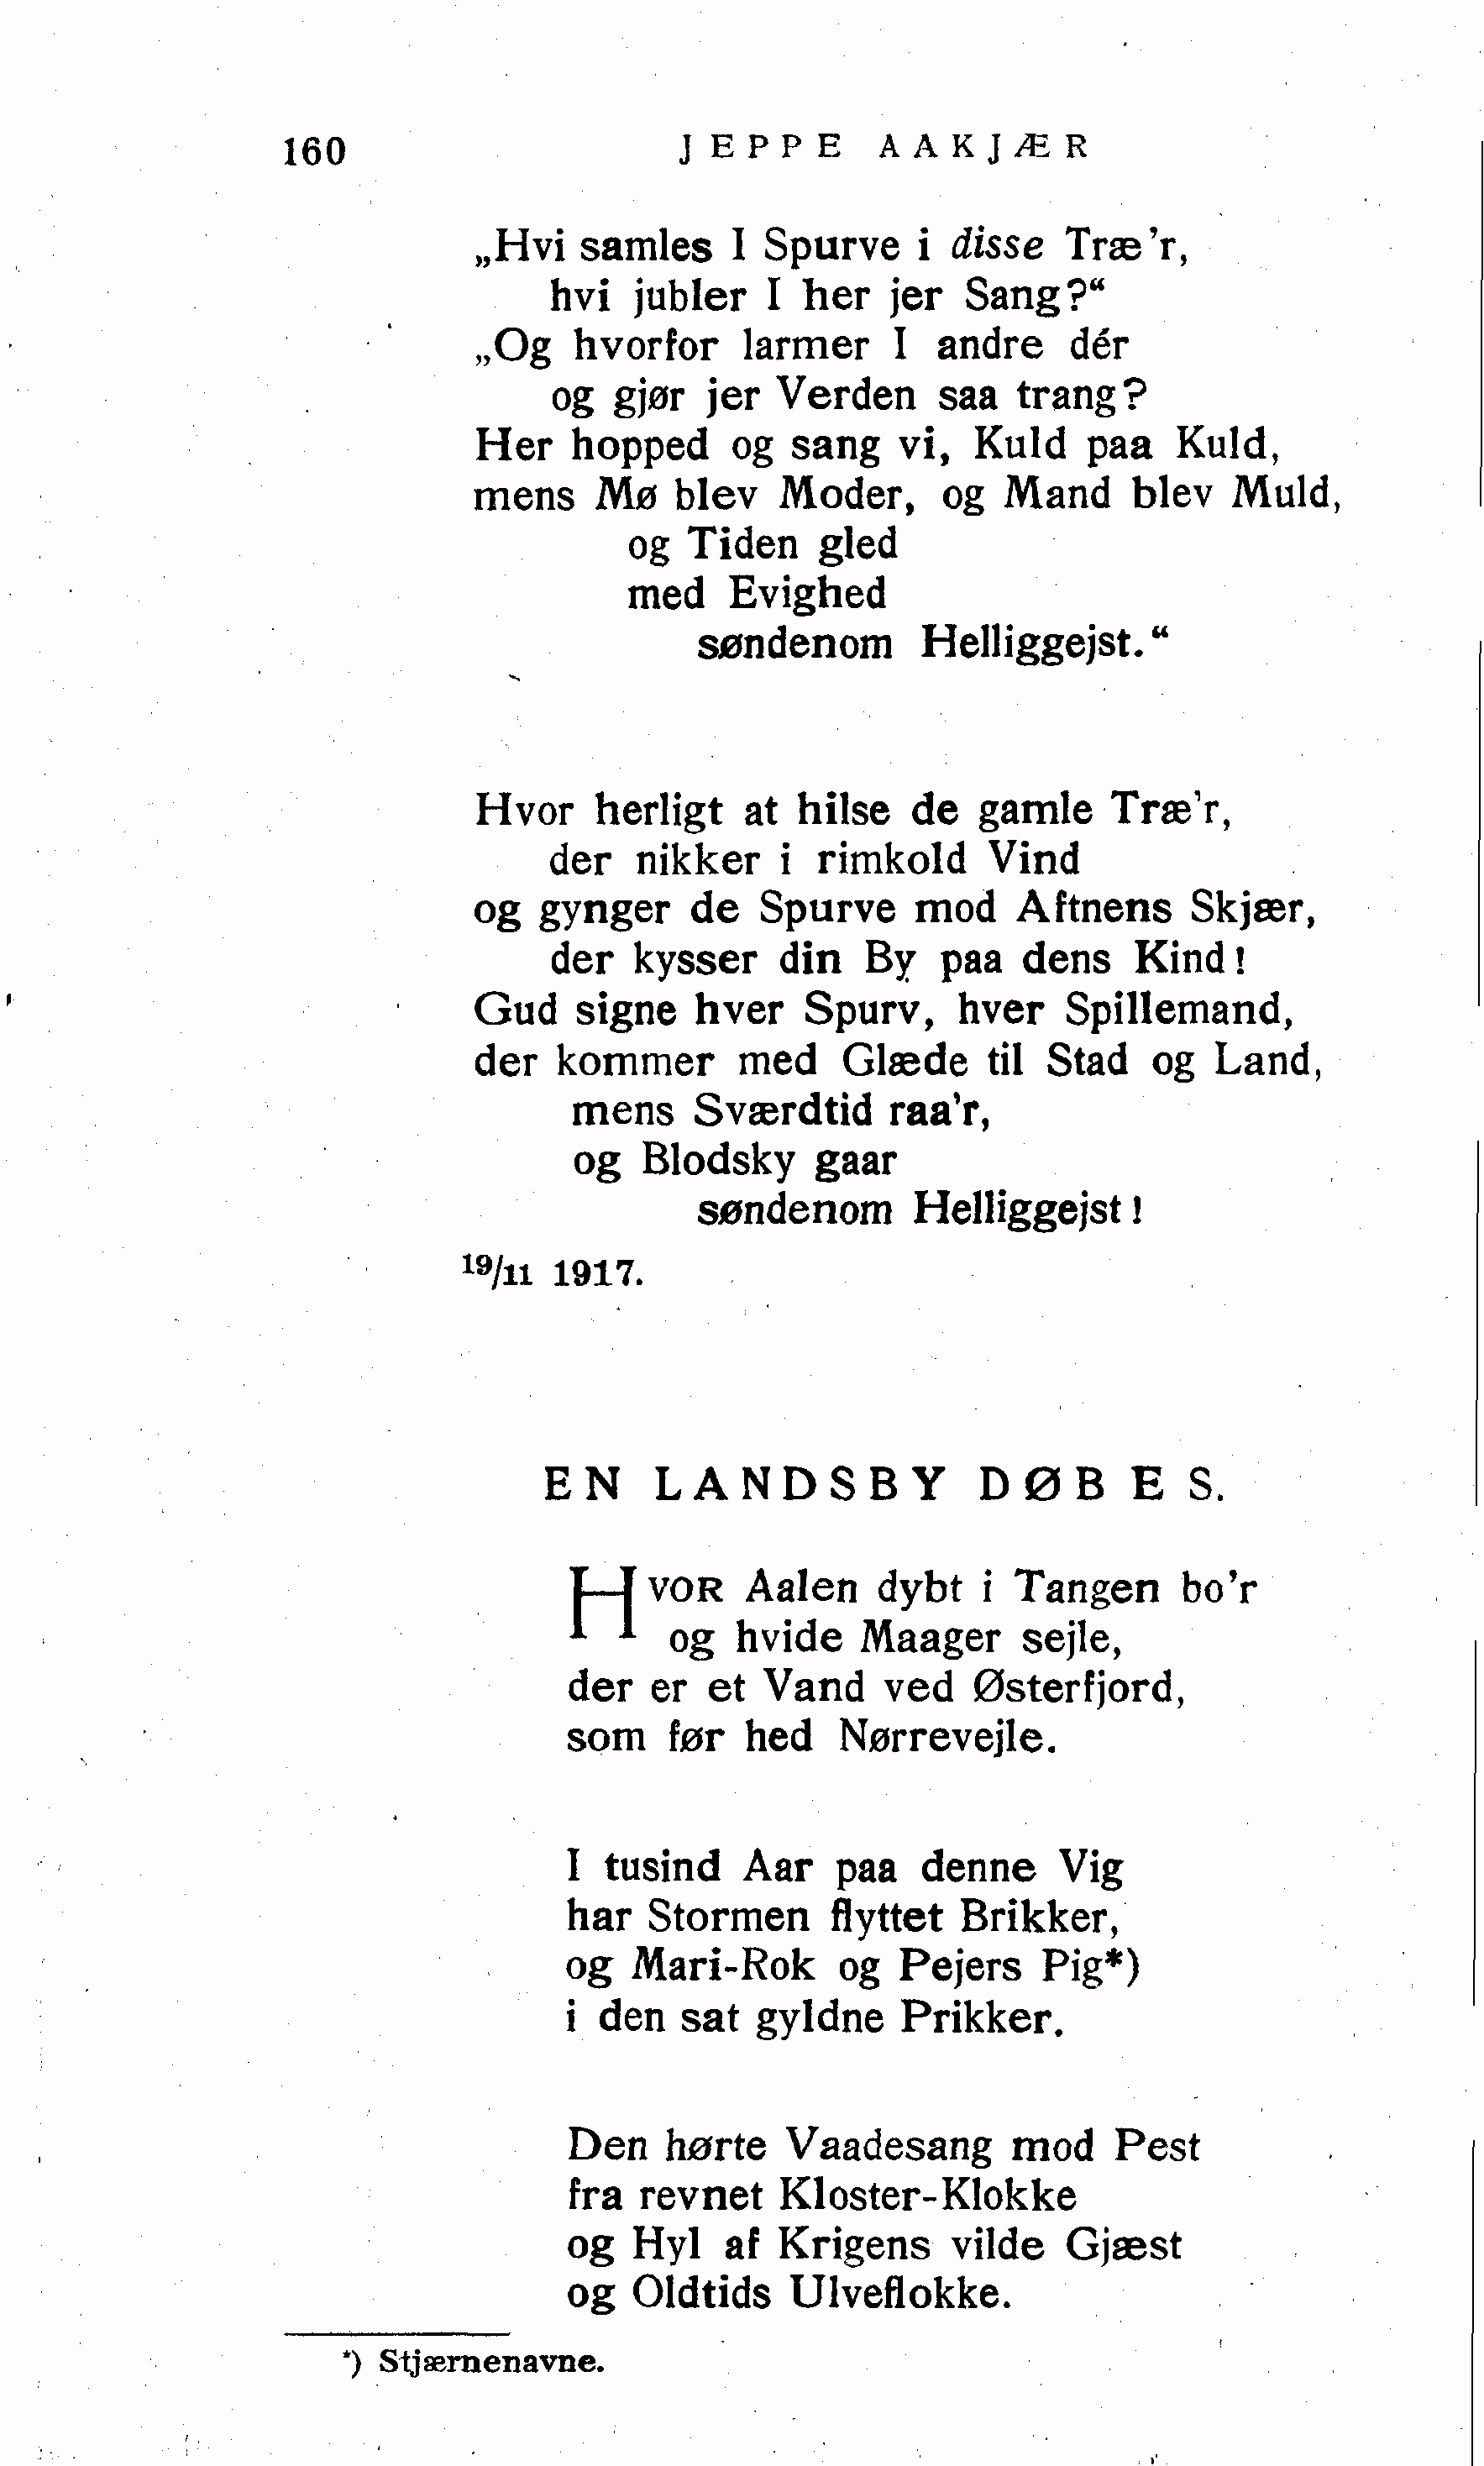 160 JEPPE AAKJÆR
„Hvi samles I Spurve i disse Træ'r,
hvi jubler I her jer Sang?“
„Og hvorfor larmer I andre dér
og gjør jer Verden saa trang?
Her hopped og sang vi, Kuld paa Kuld,
mens Mø blev Moder, og Mand blev Muld,
og Tiden gled
med Evighed
søndenom Helliggejst.“
Hvor herligt at hilse de gamle Træ'r,
der nikker i rimkold Vind
og gynger de Spurve mod Aftnens Skjær,
der kysser din By paa dens Kind!
Gud signe hver Spurv, hver Spillemand,
der kommer med Glæde til Stad og Land,
mens Sværdtid raa'r,
og Blodsky gaar
søndenom Helliggejst!
19/11 1917.
EN LANDSBY DØBES.
HVOR Aalen dybt i Tangen bo'r
og hvide Maager sejle,
der er et Vand ved Østerfjord,
som før hed Nørrevejle.
I tusind Aar paa denne Vig
har Stormen flyttet Brikker,
og Mari-Rok og Pejers Pig*)
i den sat gyldne Prikker.
Den hørte Vaadesang mod Pest
fra revnet Kloster-Klokke
og Hyl af Krigens vilde Gjæst
og Oldtids Ulveflokke.
*) Stjærnenavne.